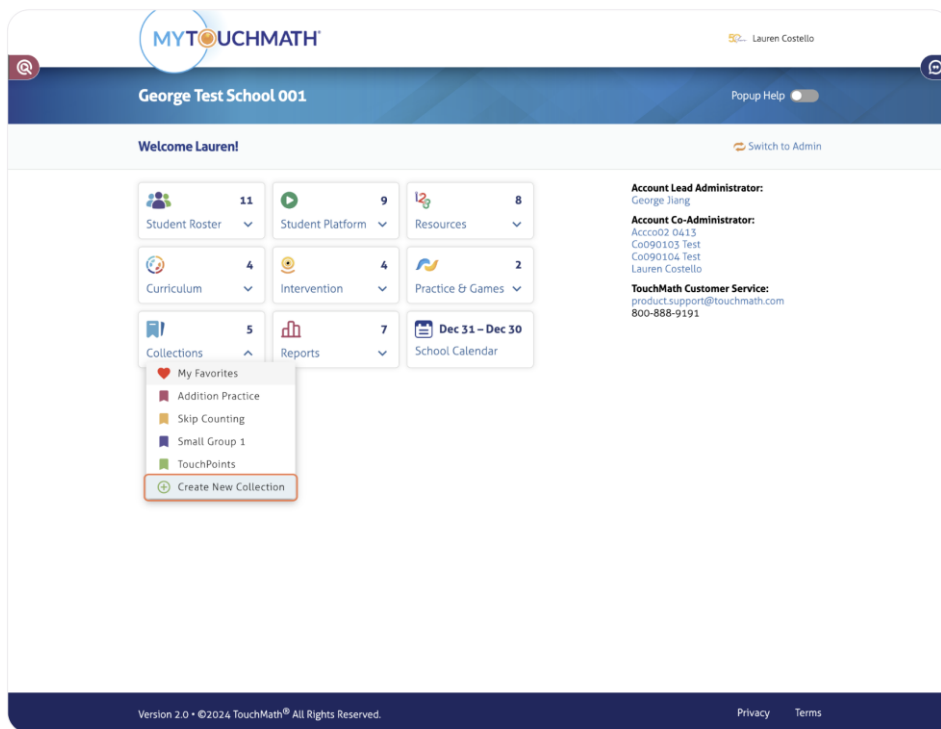 MYTOUCHMATH®
Lauren Costello
George Test School 001
Popup Help
Welcome Lauren!
Switch to Admin
11
Student Roster
9
Student Platform
8
Resources
4
Curriculum
4
Intervention
2
Practice & Games
5
Collections
7
Reports
Dec 31 – Dec 30
School Calendar
My Favorites
Addition Practice
Skip Counting
Small Group 1
TouchPoints
Create New Collection
Account Lead Administrator:
George Jiang
Account Co-Administrator:
Accco02 0413
Co090103 Test
Co090104 Test
Lauren Costello
TouchMath Customer Service:
product.support@touchmath.com
800-888-9191
Version 2.0 • ©2024 TouchMath® All Rights Reserved.
Privacy
Terms